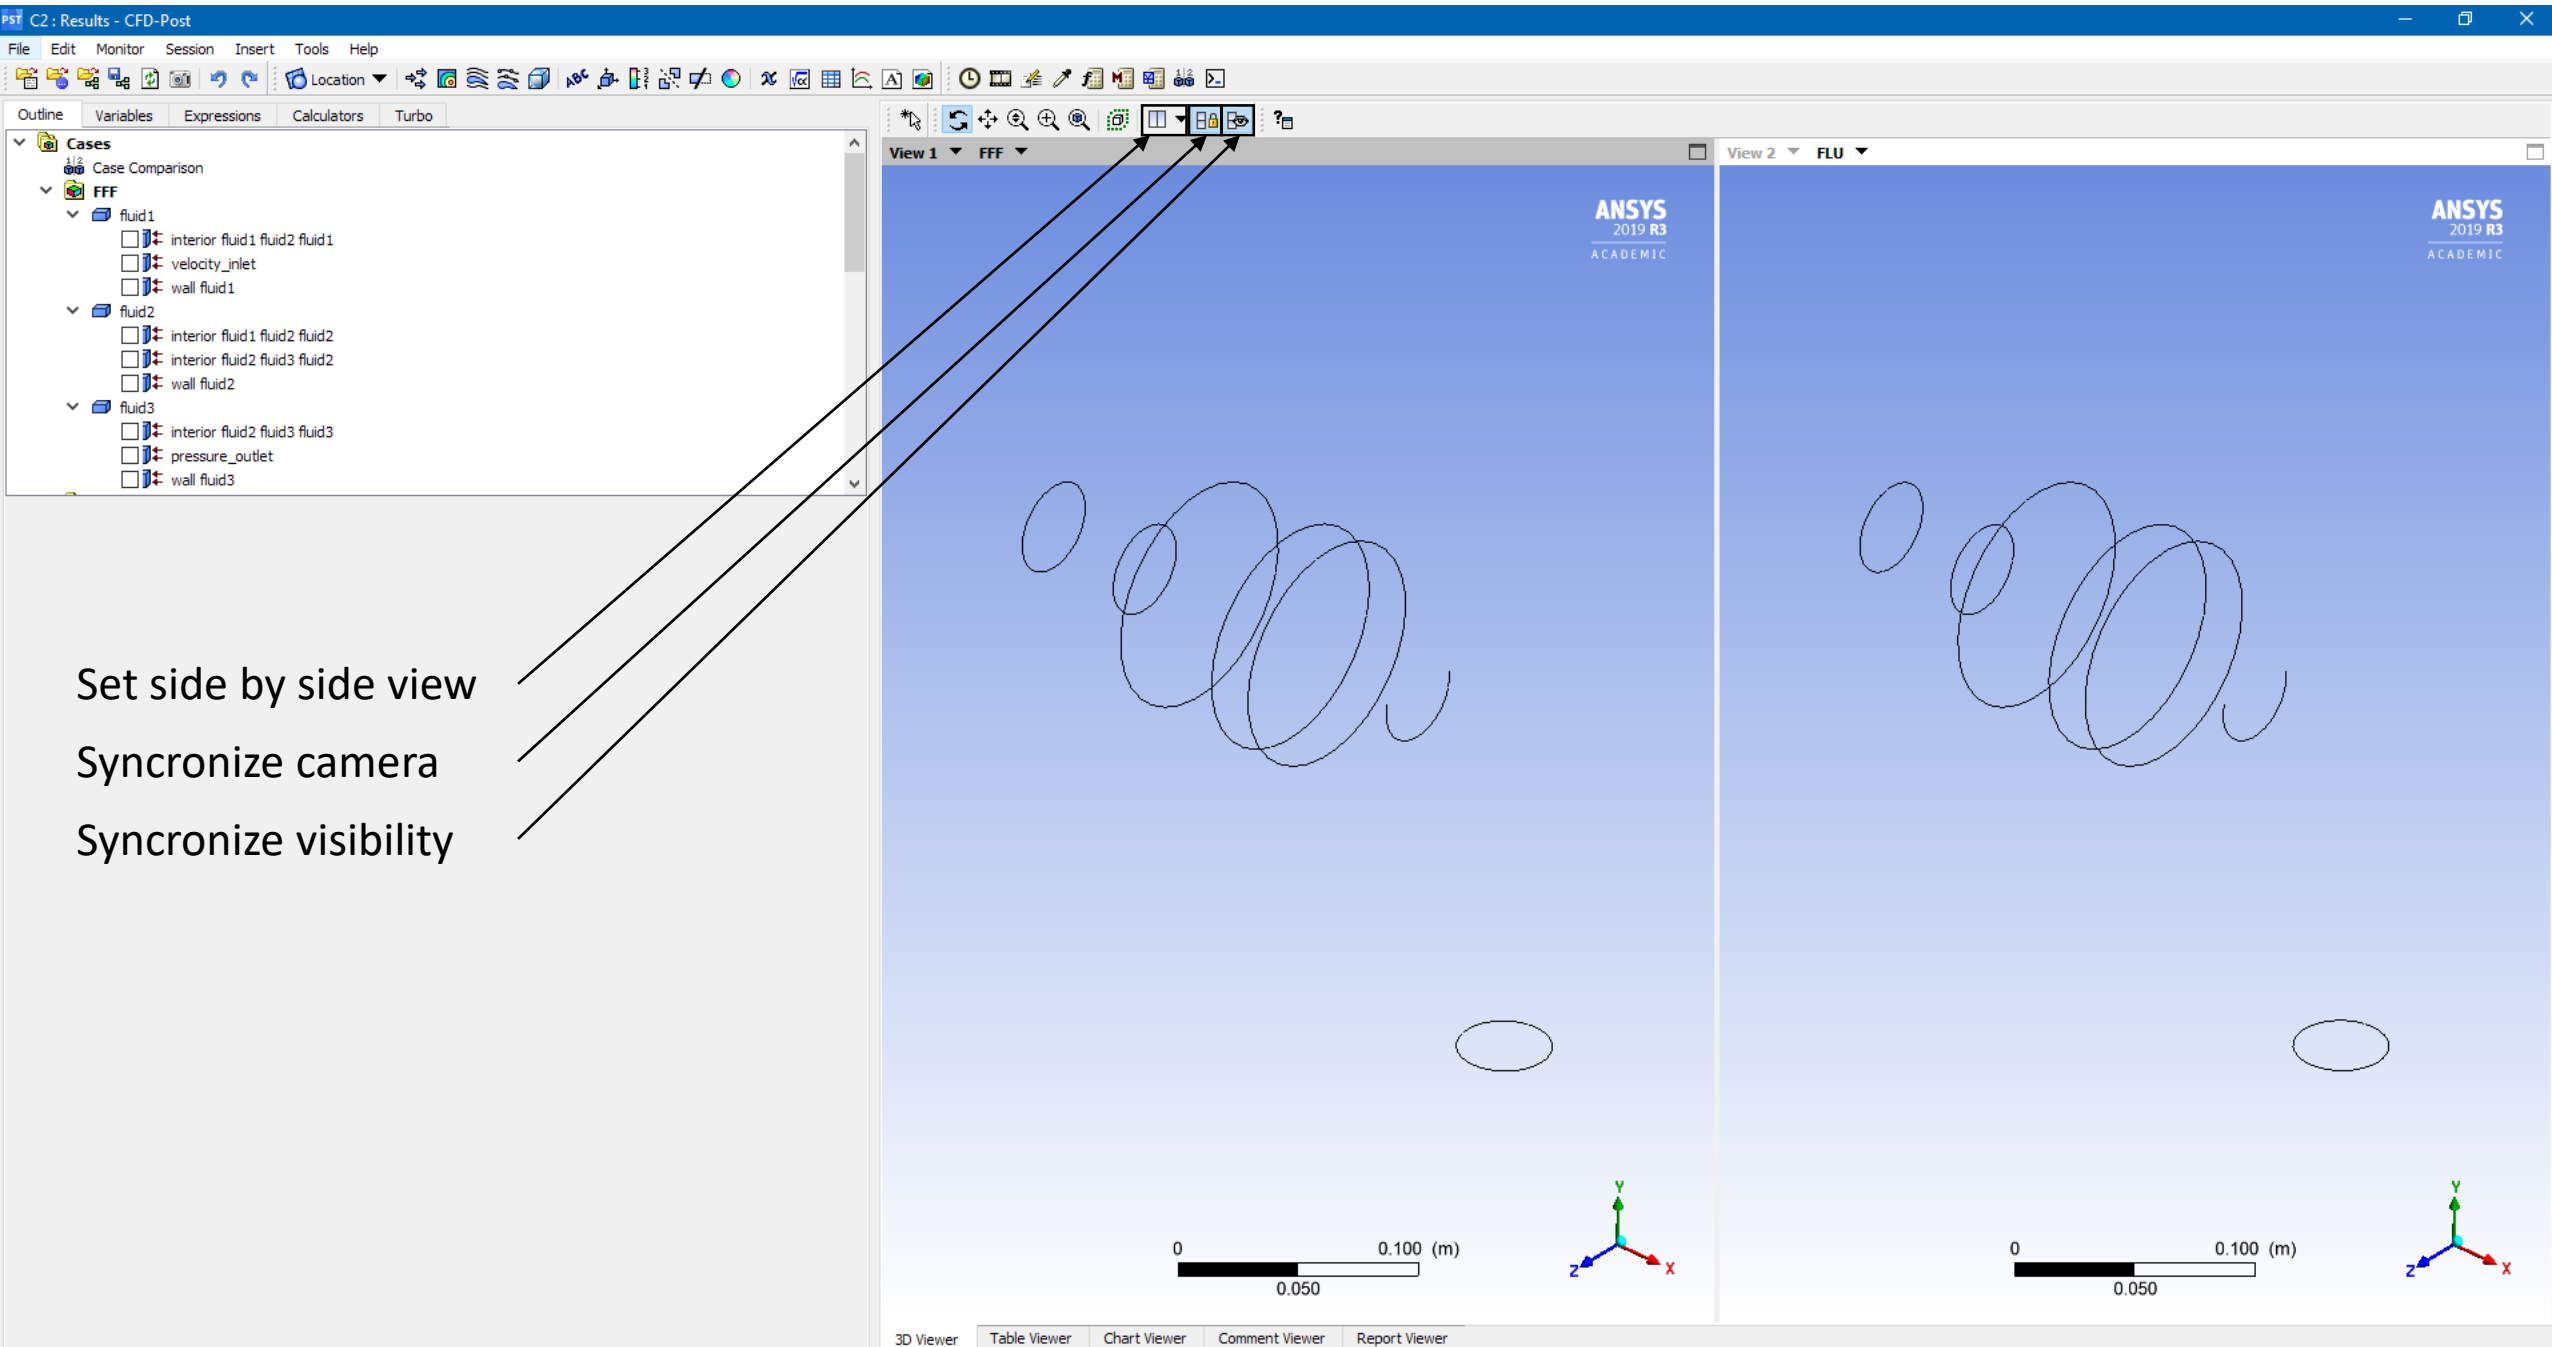 PST C2 : Results - CFD-Post
File Edit Monitor Session Insert Tools Help
Location
Outline Variables Expressions Calculators Turbo
Cases
Case Comparison
FFF
fluid1
interior fluid1 fluid2 fluid1
velocity_inlet
wall fluid1
fluid2
interior fluid1 fluid2 fluid2
interior fluid2 fluid3 fluid2
wall fluid2
fluid3
interior fluid2 fluid3 fluid3
pressure_outlet
wall fluid3
Set side by side view
Syncronize camera
Syncronize visibility
View 1 FFF
ANSYS
2019 R3
ACADEMIC
0 0.100 (m)
0.050
Y
Z X
View 2 FLU
ANSYS
2019 R3
ACADEMIC
0 0.100 (m)
0.050
Y
Z X
3D Viewer Table Viewer Chart Viewer Comment Viewer Report Viewer